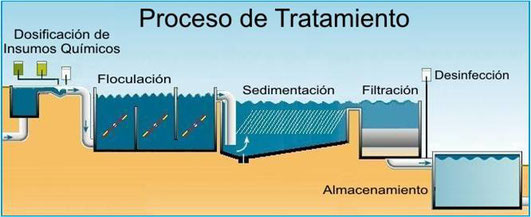 Proceso de Tratamiento
Dosificación de
Insumos Químicos
Floculación
Sedimentación
Filtración
Desinfección
Almacenamiento